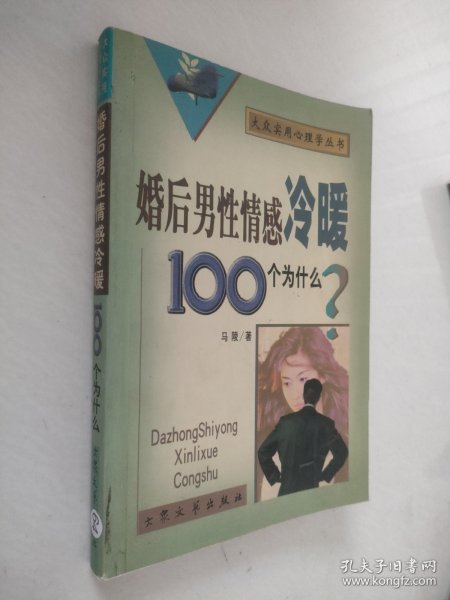 大众实用心理学丛书
婚后男性情感冷暖
100个为什么?
马陵/著
DazhongShiyong
Xinlixue
Congshu
大众文艺出版社
婚后男性情感冷暖
100个为什么
孔夫子旧书网
www.kongfz.com